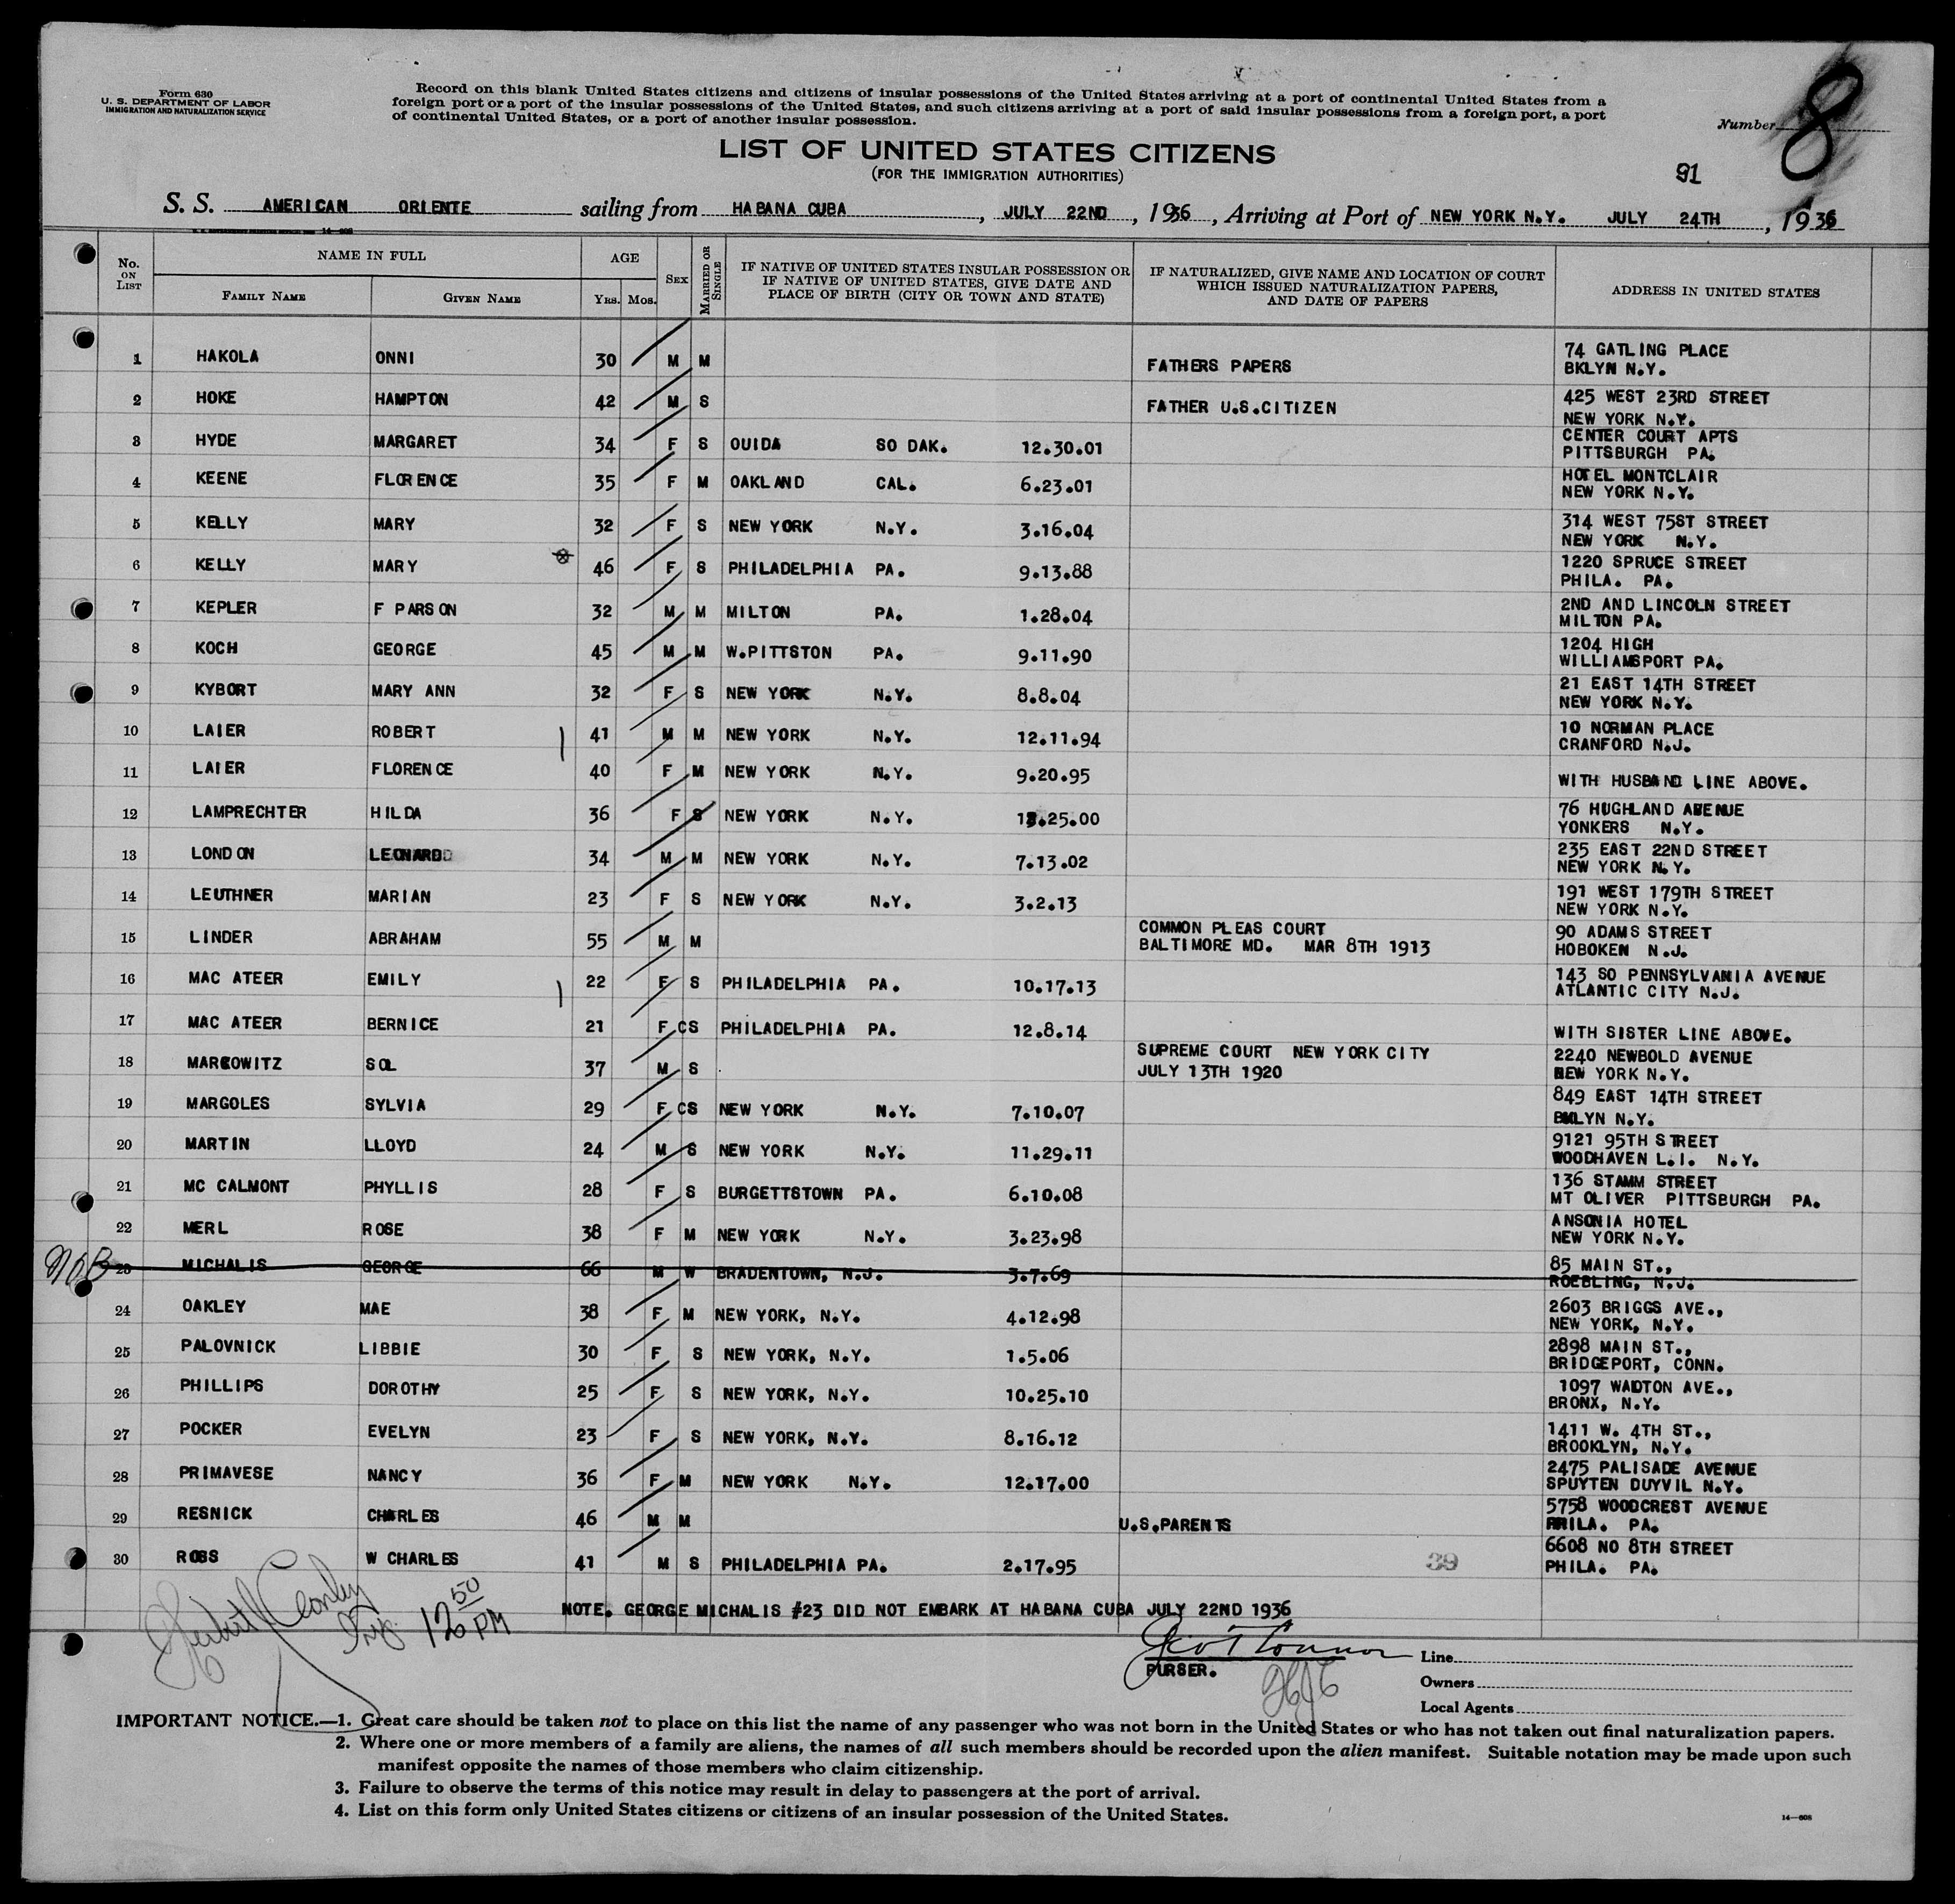 Form 630
U. S. DEPARTMENT OF LABOR
IMMIGRATION AND NATURALIZATION SERVICE
Record on this blank United States citizens and citizens of insular possessions of the United States arriving at a port of continental United States from a
foreign port or a port of the insular possessions of the United States, and such citizens arriving at a port of said insular possessions from a foreign port, a port
of continental United States, or a port of another insular possession.
Number 8
LIST OF UNITED STATES CITIZENS
(FOR THE IMMIGRATION AUTHORITIES)
91
S. S. AMERICAN ORIENTE sailing from HABANA CUBA, JULY 22ND, 1936, Arriving at Port of NEW YORK N.Y. JULY 24TH, 1936
No. ON LIST NAME IN FULL FAMILY NAME GIVEN NAME AGE YRS. MOS. SEX MARRIED OR SINGLE IF NATIVE OF UNITED STATES INSULAR POSSESSION OR IF NATIVE OF UNITED STATES, GIVE DATE AND PLACE OF BIRTH (CITY OR TOWN AND STATE) IF NATURALIZED, GIVE NAME AND LOCATION OF COURT WHICH ISSUED NATURALIZATION PAPERS, AND DATE OF PAPERS ADDRESS IN UNITED STATES
1 HAKOLA ONNI 30 M M FATHERS PAPERS 74 GATLING PLACE
BKLYN N.Y.
2 HOKE HAMPTON 42 M S FATHER U.S.CITIZEN 425 WEST 23RD STREET
NEW YORK N.Y.
3 HYDE MARGARET 34 F S OUIDA SO DAK. 12.30.01 CENTER COURT APTS
PITTSBURGH PA.
4 KEENE FLORENCE 35 F M OAKLAND CAL. 6.23.01 HOTEL MONTCLAIR
NEW YORK N.Y.
5 KELLY MARY 32 F S NEW YORK N.Y. 3.16.04 314 WEST 75ST STREET
NEW YORK N.Y.
6 KELLY MARY 46 F S PHILADELPHIA PA. 9.13.88 1220 SPRUCE STREET
PHILA. PA.
7 KEPLER F PARSON 32 M M MILTON PA. 1.28.04 2ND AND LINCOLN STREET
MILTON PA.
8 KOCH GEORGE 45 M M W.PITTSTON PA. 9.11.90 1204 HIGH
WILLIAMSPORT PA.
9 KYBORT MARY ANN 32 F S NEW YORK N.Y. 8.8.04 21 EAST 14TH STREET
NEW YORK N.Y.
10 LAIER ROBERT 41 M M NEW YORK N.Y. 12.11.94 10 NORMAN PLACE
CRANFORD N.J.
11 LAIER FLORENCE 40 F M NEW YORK N.Y. 9.20.95 WITH HUSBAND LINE ABOVE.
12 LAMPRECHTER HILDA 36 F S NEW YORK N.Y. 76 HUGHLAND AVENUE
YONKERS N.Y.
13 LONDON LEONARD 34 M M NEW YORK N.Y. 7.13.02 235 EAST 22ND STREET
NEW YORK N.Y.
14 LEUTHNER MARIAN 23 F S NEW YORK N.Y. 3.2.13 191 WEST 179TH STREET
NEW YORK N.Y.
15 LINDER ABRAHAM 55 M M COMMON PLEAS COURT 90 ADAMS STREET
BALTIMORE MD. MAR 8TH 1913 HOBOKEN N.J.
16 MAC ATEER EMILY 22 F S PHILADELPHIA PA. 10.17.13 143 SO PENNSYLVANIA AVENUE
ATLANTIC CITY N.J.
17 MAC ATEER BERNICE 21 F CS PHILADELPHIA PA. 12.8.14 WITH SISTER LINE ABOVE.
18 MARCOWITZ SOL 37 M S SUPREME COURT NEW YORK CITY 2240 NEWBOLD AVENUE
JULY 13TH 1920 NEW YORK N.Y.
19 MARGOLES SYLVIA 29 F CS NEW YORK N.Y. 7.10.07 849 EAST 14TH STREET
BKLYN N.Y.
20 MARTIN LLOYD 24 M S NEW YORK N.Y. 11.29.11 9121 95TH STREET
WOODHAVEN L.I. N.Y.
21 MC CALMONT PHYLLIS 28 F S BURGETTSTOWN PA. 6.10.08 136 STAMM STREET
MT OLIVER PITTSBURGH PA.
22 MERL ROSE 38 F M NEW YORK N.Y. 3.23.98 ANSONIA HOTEL
NEW YORK N.Y.
NOB 23 MICHALIS GEORGE 66 M W BRADENTOWN, N.J. 3.7.69 85 MAIN ST.,
ROEBLING, N.J.
24 OAKLEY MAE 38 F M NEW YORK, N.Y. 4.12.98 2603 BRIGGS AVE.,
NEW YORK, N.Y.
25 PALOVNICK LIBBIE 30 F S NEW YORK, N.Y. 1.5.06 2898 MAIN ST.,
BRIDGEPORT, CONN.
26 PHILLIPS DOROTHY 25 F S NEW YORK, N.Y. 10.25.10 1097 WALTON AVE.,
BRONX, N.Y.
27 POCKER EVELYN 23 F S NEW YORK, N.Y. 8.16.12 1411 W. 4TH ST.,
BROOKLYN, N.Y.
28 PRIMAVESE NANCY 36 F M NEW YORK N.Y. 12.17.00 2475 PALISADE AVENUE
SPUYTEN DUYVIL N.Y.
29 RESNICK CHARLES 46 M M U.S.PARENTS 5758 WOODCREST AVENUE
PHILA. PA.
30 ROSS W CHARLES 41 M S PHILADELPHIA PA. 2.17.95 39 6608 NO 8TH STREET
PHILA. PA.
12 50 PM
NOTE. GEORGE MICHALIS #23 DID NOT EMBARK AT HABANA CUBA JULY 22ND 1936
PURSER.
Line
Owners
Local Agents
IMPORTANT NOTICE.—1. Great care should be taken not to place on this list the name of any passenger who was not born in the United States or who has not taken out final naturalization papers.
2. Where one or more members of a family are aliens, the names of all such members should be recorded upon the alien manifest. Suitable notation may be made upon such
manifest opposite the names of those members who claim citizenship.
3. Failure to observe the terms of this notice may result in delay to passengers at the port of arrival.
4. List on this form only United States citizens or citizens of an insular possession of the United States.
14—608